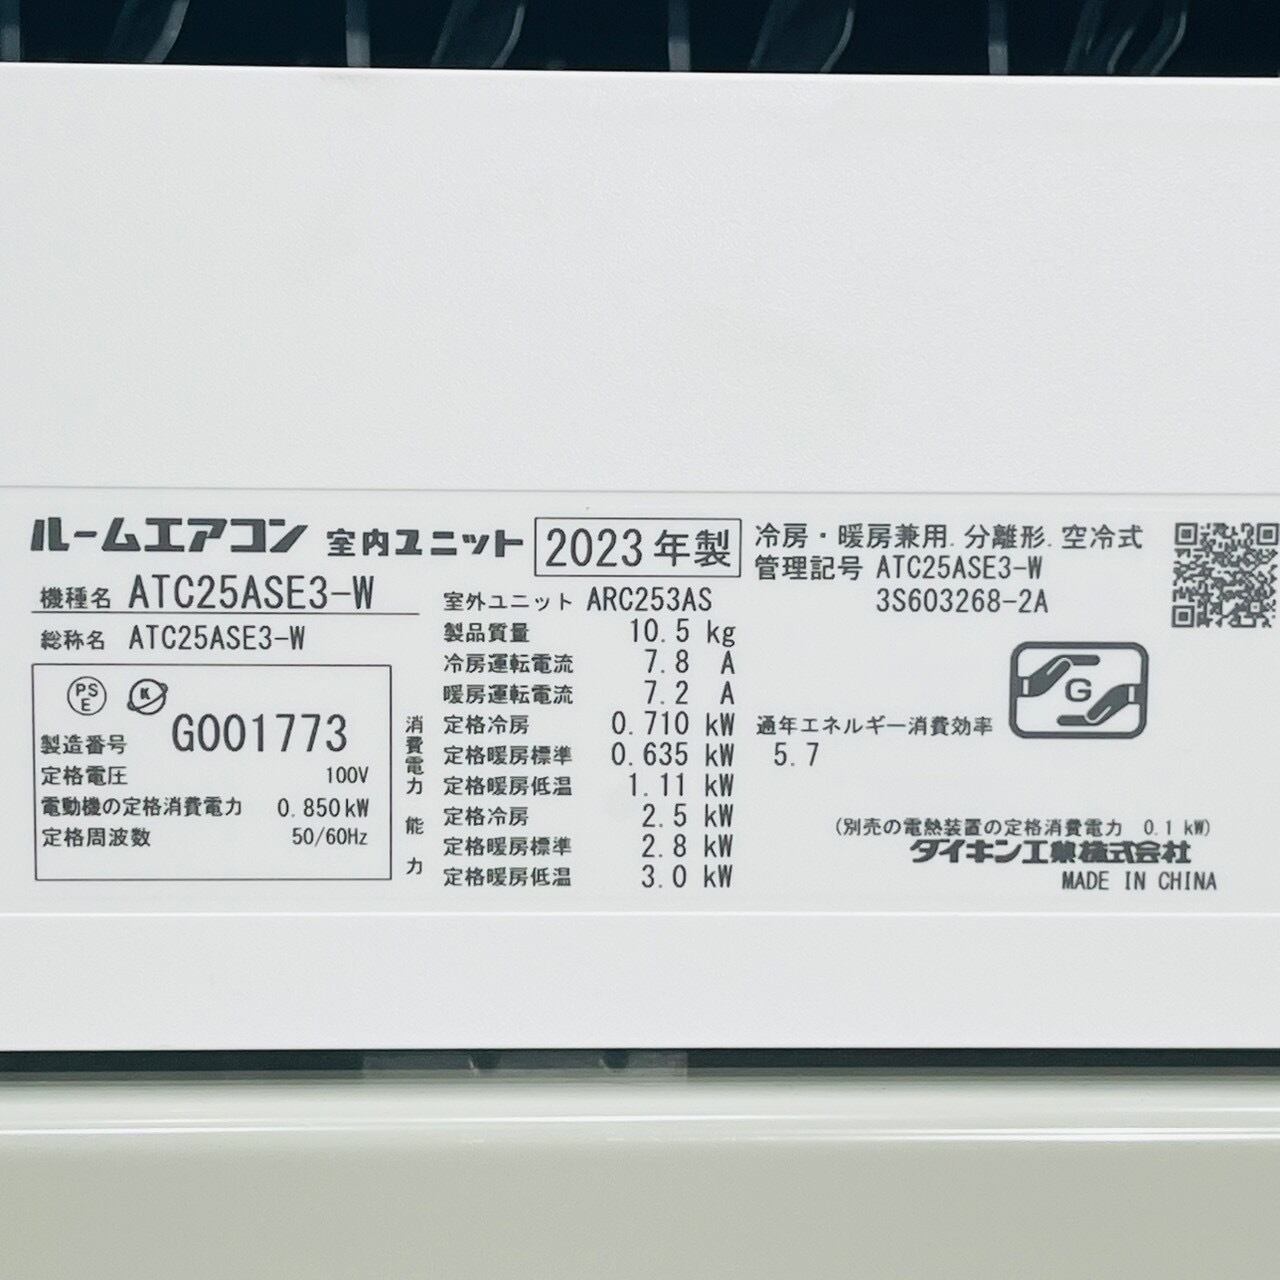 ルームエアコン 室内ユニット 2023年製
機種名 ATC25ASE3-W
総称名 ATC25ASE3-W
PS
E
K
製造番号 G001773
定格電圧 100V
電動機の定格消費電力 0.850kW
定格周波数 50/60Hz
室外ユニット ARC253AS
製品質量 10.5 kg
冷房運転電流 7.8 A
暖房運転電流 7.2 A
消費電力
定格冷房 0.710 kW
定格暖房標準 0.635 kW
定格暖房低温 1.11 kW
能力
定格冷房 2.5 kW
定格暖房標準 2.8 kW
定格暖房低温 3.0 kW
冷房・暖房兼用.分離形.空冷式
管理記号 ATC25ASE3-W
3S603268-2A
G
通年エネルギー消費効率
5.7
(別売の電熱装置の定格消費電力 0.1 kW)
ダイキン工業株式会社
MADE IN CHINA